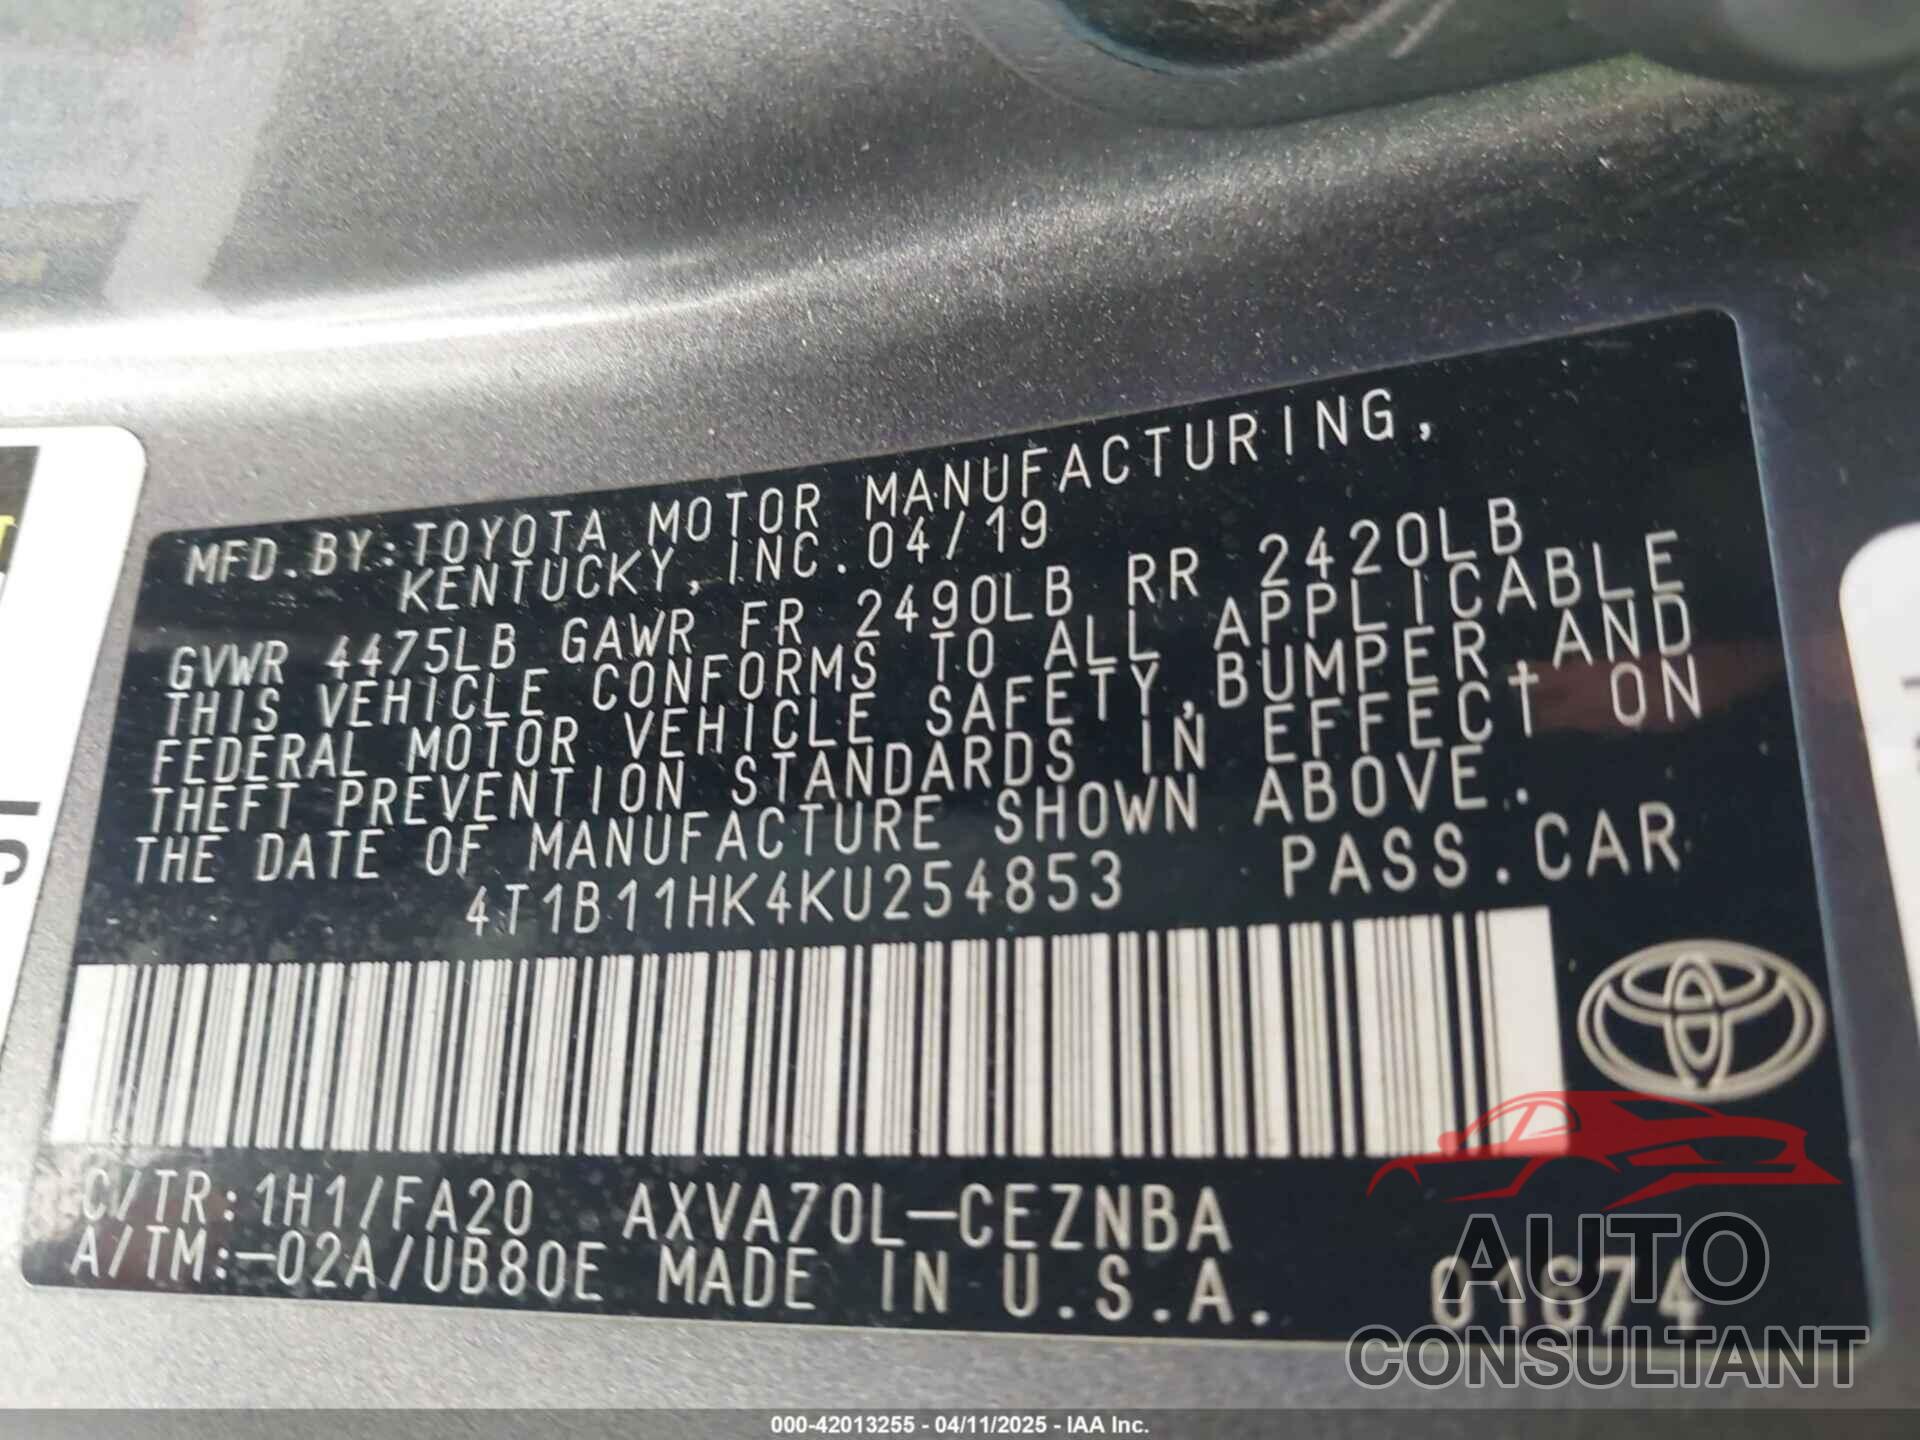 MFD.BY:TOYOTA MOTOR MANUFACTURING,
KENTUCKY,INC.04/19
GVWR 4475LB GAWR FR 2490LB RR 2420LB
THIS VEHICLE CONFORMS TO ALL APPLICABLE
FEDERAL MOTOR VEHICLE SAFETY,BUMPER,AND
THEFT PREVENTION STANDARDS IN EFFECT ON
THE DATE OF MANUFACTURE SHOWN ABOVE.
4T1B11HK4KU254853 PASS.CAR
C/TR:1H1/FA20 AXVA70L-CEZNBA
A/TM:-02A/UB80E MADE IN U.S.A.
AUTO
CONSULTANT
000-42013255 - 04/11/2025 - IAA Inc.